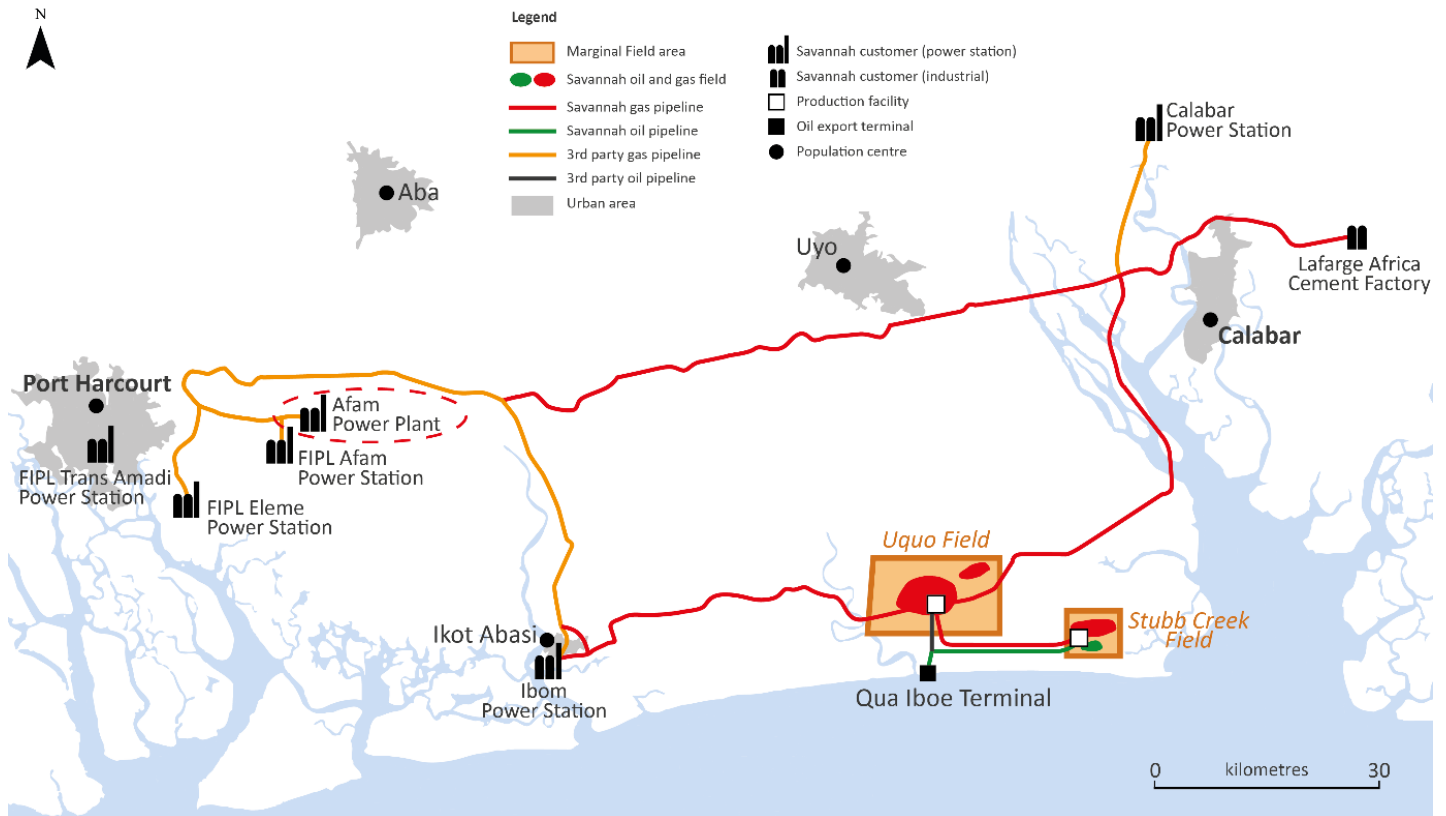 N
Legend
Marginal Field area
Savannah oil and gas field
Savannah gas pipeline
Savannah oil pipeline
3rd party gas pipeline
3rd party oil pipeline
Urban area
Savannah customer (power station)
Savannah customer (industrial)
Production facility
Oil export terminal
Population centre
Calabar
Power Station
Aba
Uyo
Lafarge Africa
Cement Factory
Calabar
Port Harcourt
Afam
Power Plant
FIPL Trans Amadi
Power Station
FIPL Afam
Power Station
FIPL Eleme
Power Station
Uquo Field
Ikot Abasi
Stubb Creek
Field
Ibom
Power Station
Qua Iboe Terminal
0 kilometres 30